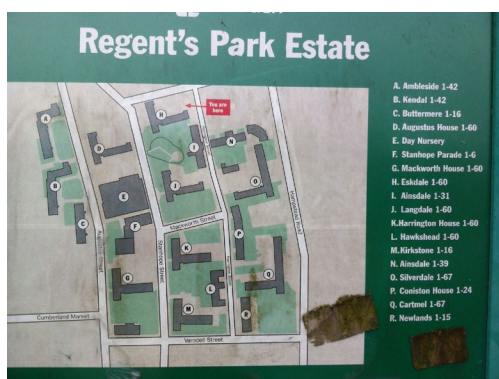 Regent's Park Estate
You are
here
A. Ambleside 1-42
B. Kendal 1-42
C. Buttermere 1-16
D. Augustus House 1-60
E. Day Nursery
F. Stanhope Parade 1-6
G. Mackworth House 1-60
H. Eskdale 1-60
I. Ainsdale 1-31
J. Langdale 1-60
K.Harrington House 1-60
L. Hawkshead 1-60
M.Kirkstone 1-16
N. Ainsdale 1-39
O. Silverdale 1-67
P. Coniston House 1-24
Q. Cartmel 1-67
R. Newlands 1-15
A
H
D
I
N
B
E
J
O
C
F
Mackworth Street
Hampstead Road
P
Augustus Street
Stanhope Street
K
G
Q
L
M
R
Cumberland Market
Varndell Street